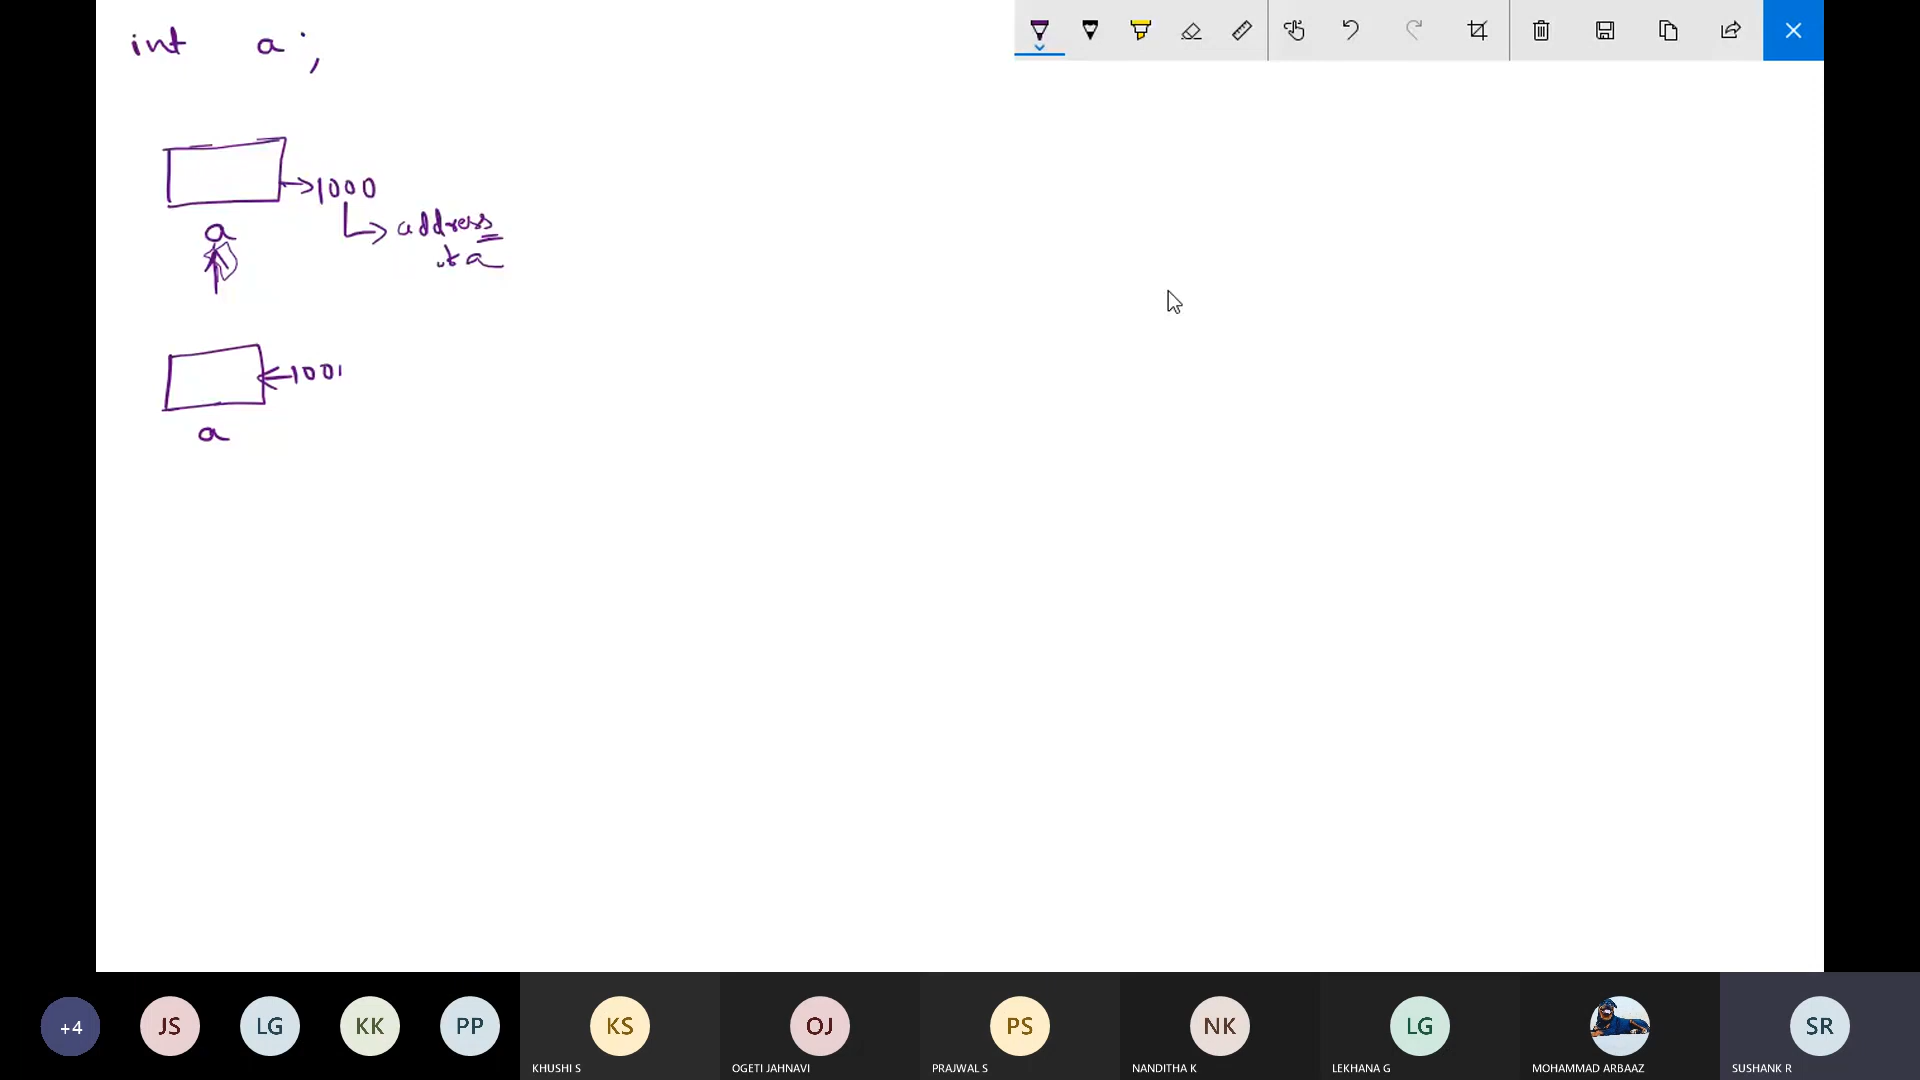 int a;
1000
a address
of a
1001
a
+4 JS LG KK PP KS OJ PS NK LG SR
KHUSHI S OGETI JAHNAVI PRAJWAL S NANDITHA K LEKHANA G MOHAMMAD ARBAAZ SUSHANK R